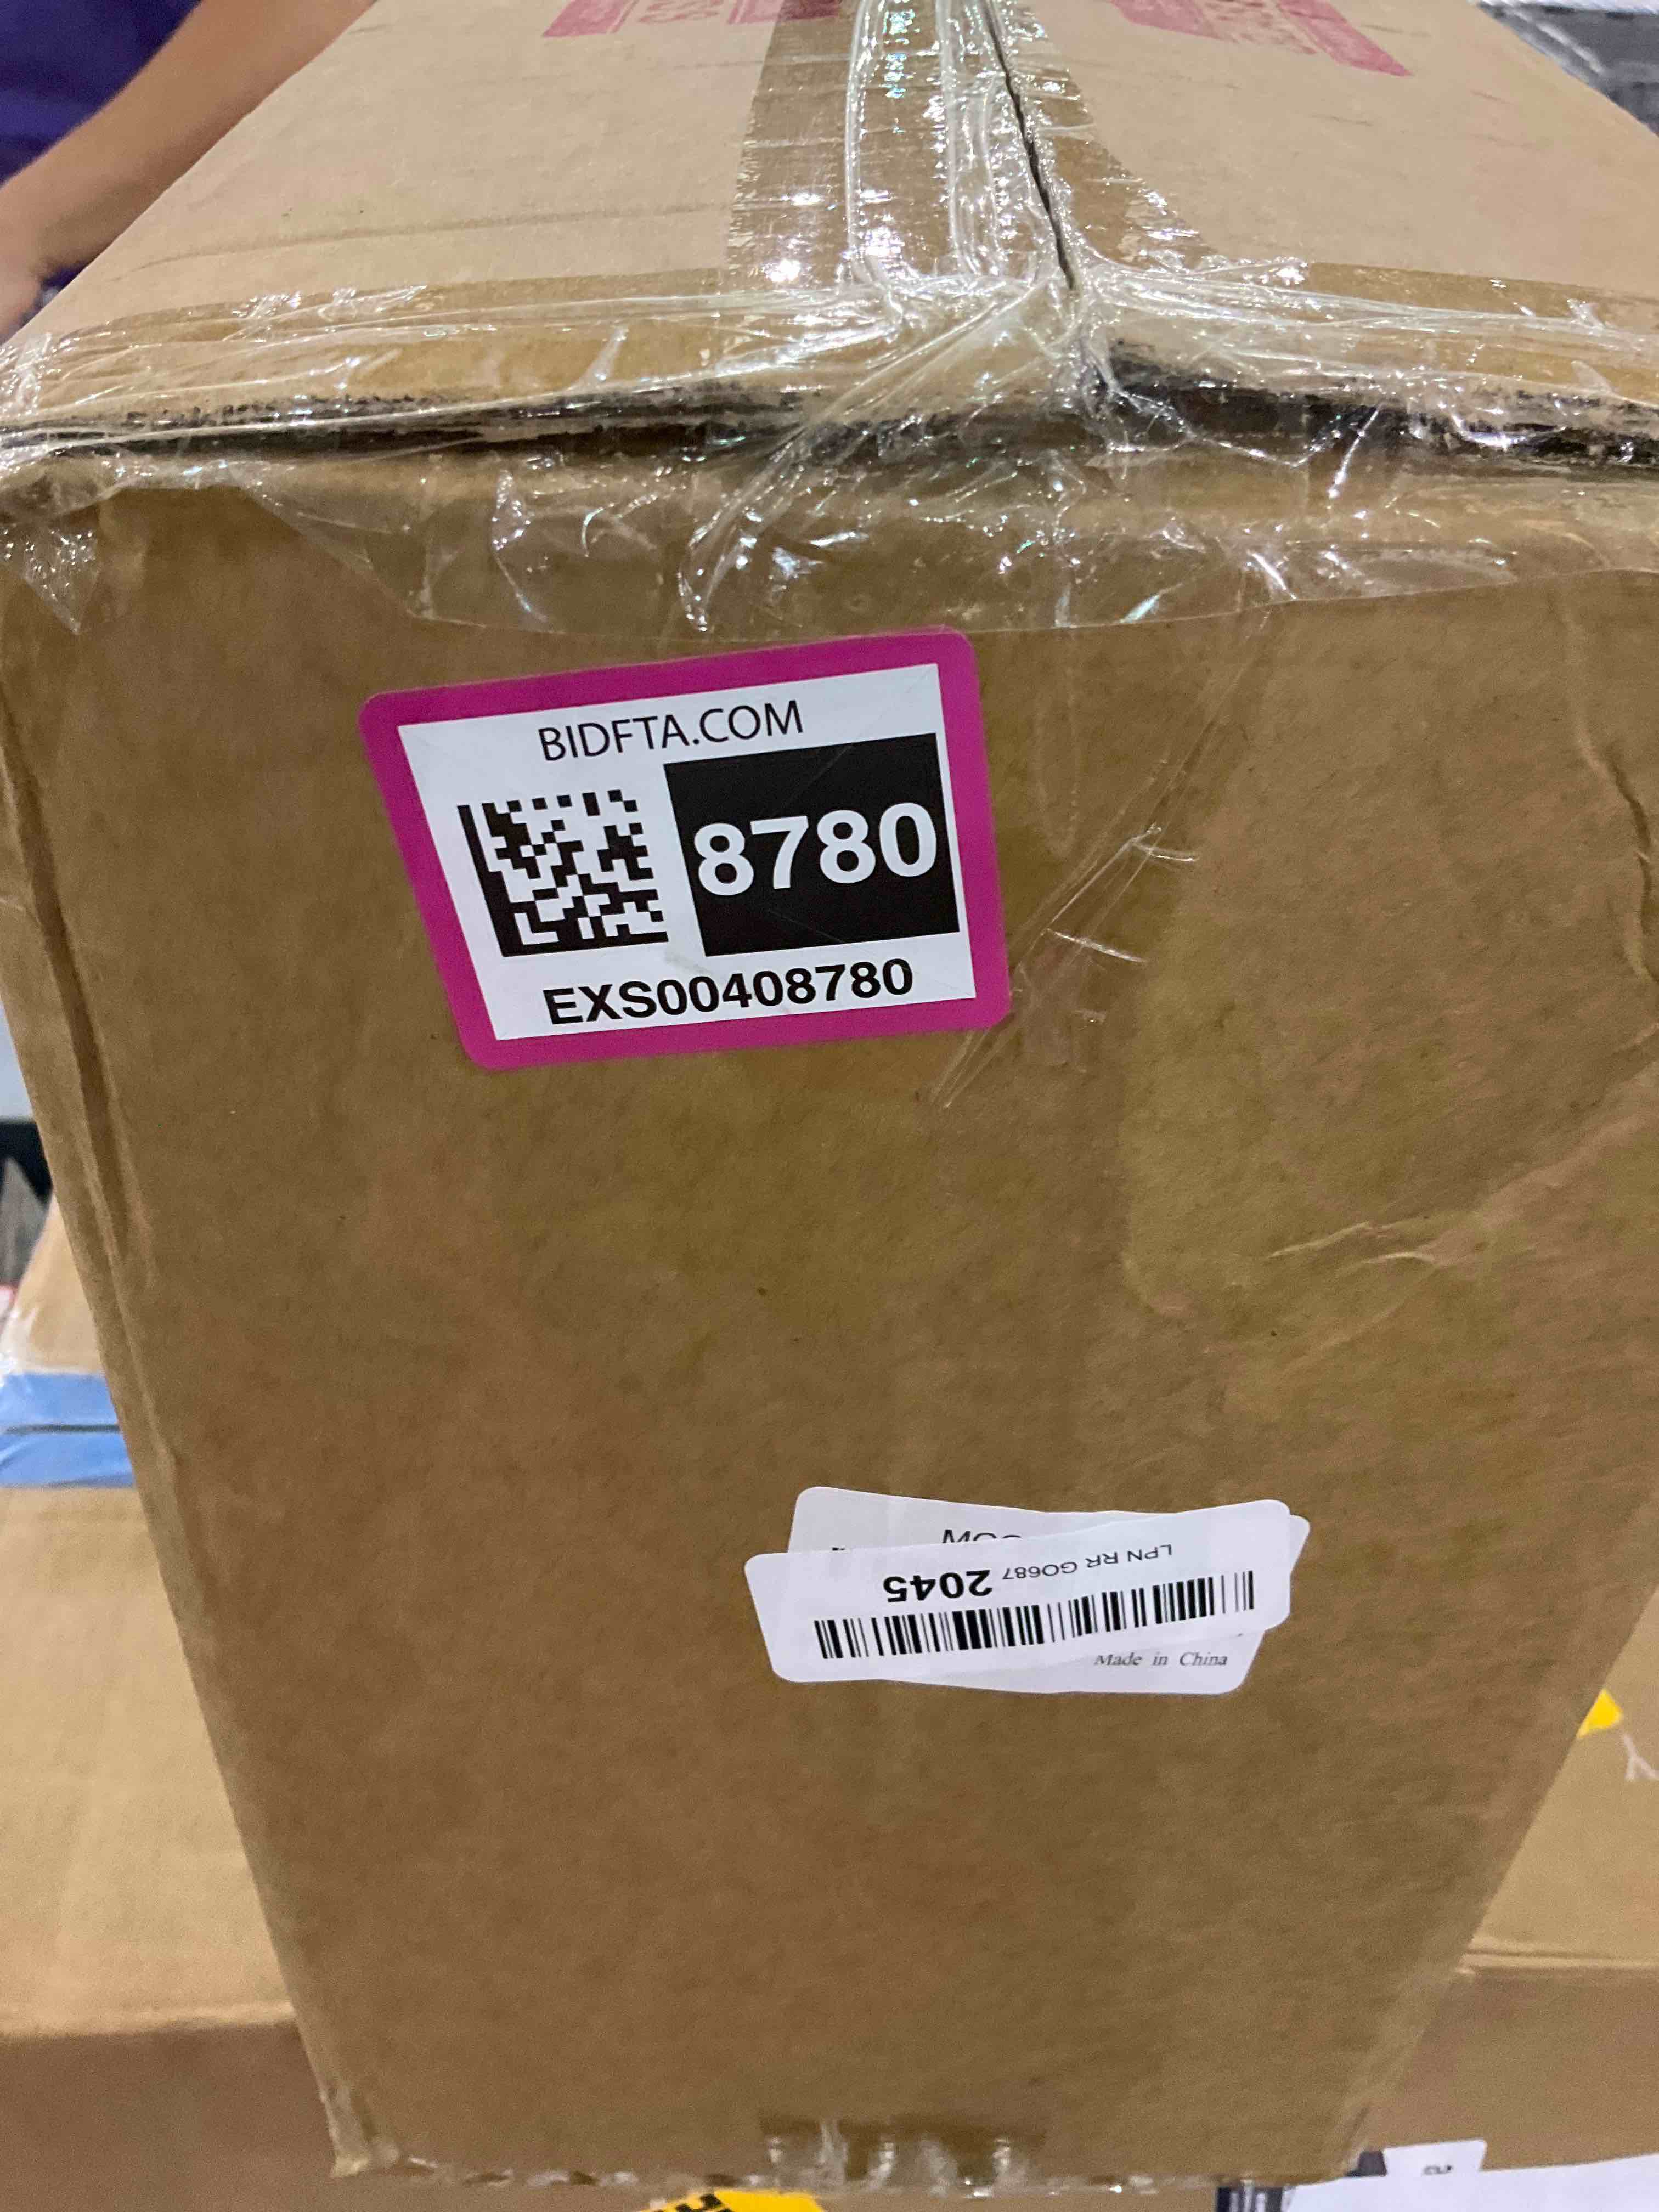 BIDFTA.COM
8780
EXS00408780
LPN RR GO687 2045
Made in China